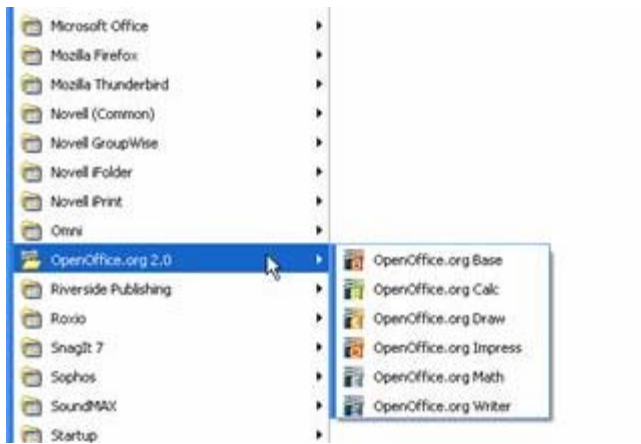 Microsoft Office
Mozilla Firefox
Mozilla Thunderbird
Novell (Common)
Novell GroupWise
Novell iFolder
Novell iPrint
Omni
OpenOffice.org 2.0
Riverside Publishing
Roxio
SnagIt 7
Sophos
SoundMAX
Startup
OpenOffice.org Base
OpenOffice.org Calc
OpenOffice.org Draw
OpenOffice.org Impress
OpenOffice.org Math
OpenOffice.org Writer